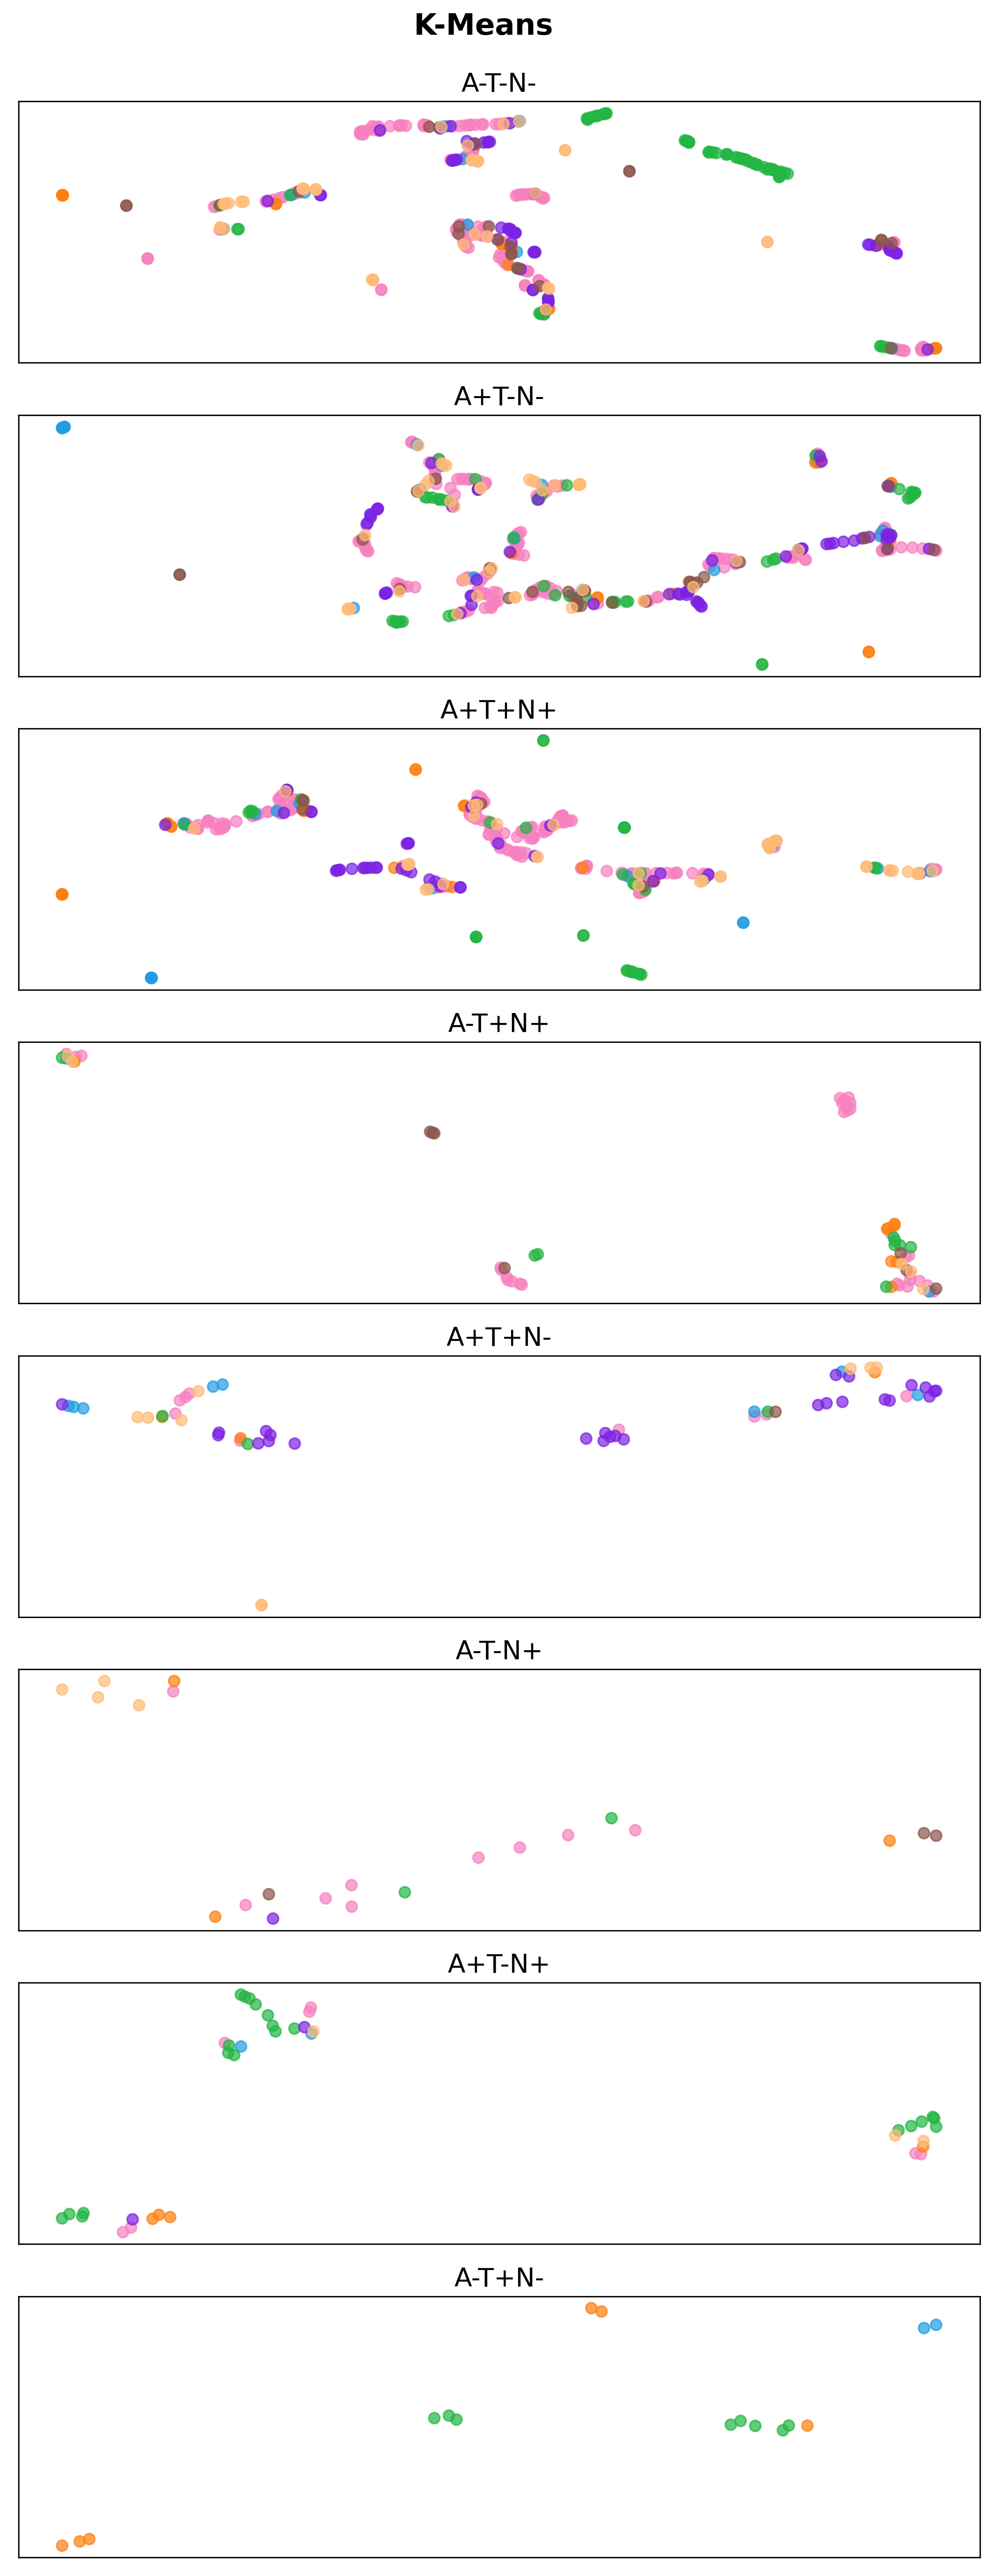 K-Means
A-T-N-
A+T-N-
A+T+N+
A-T+N+
A+T+N-
A-T-N+
A+T-N+
A-T+N-